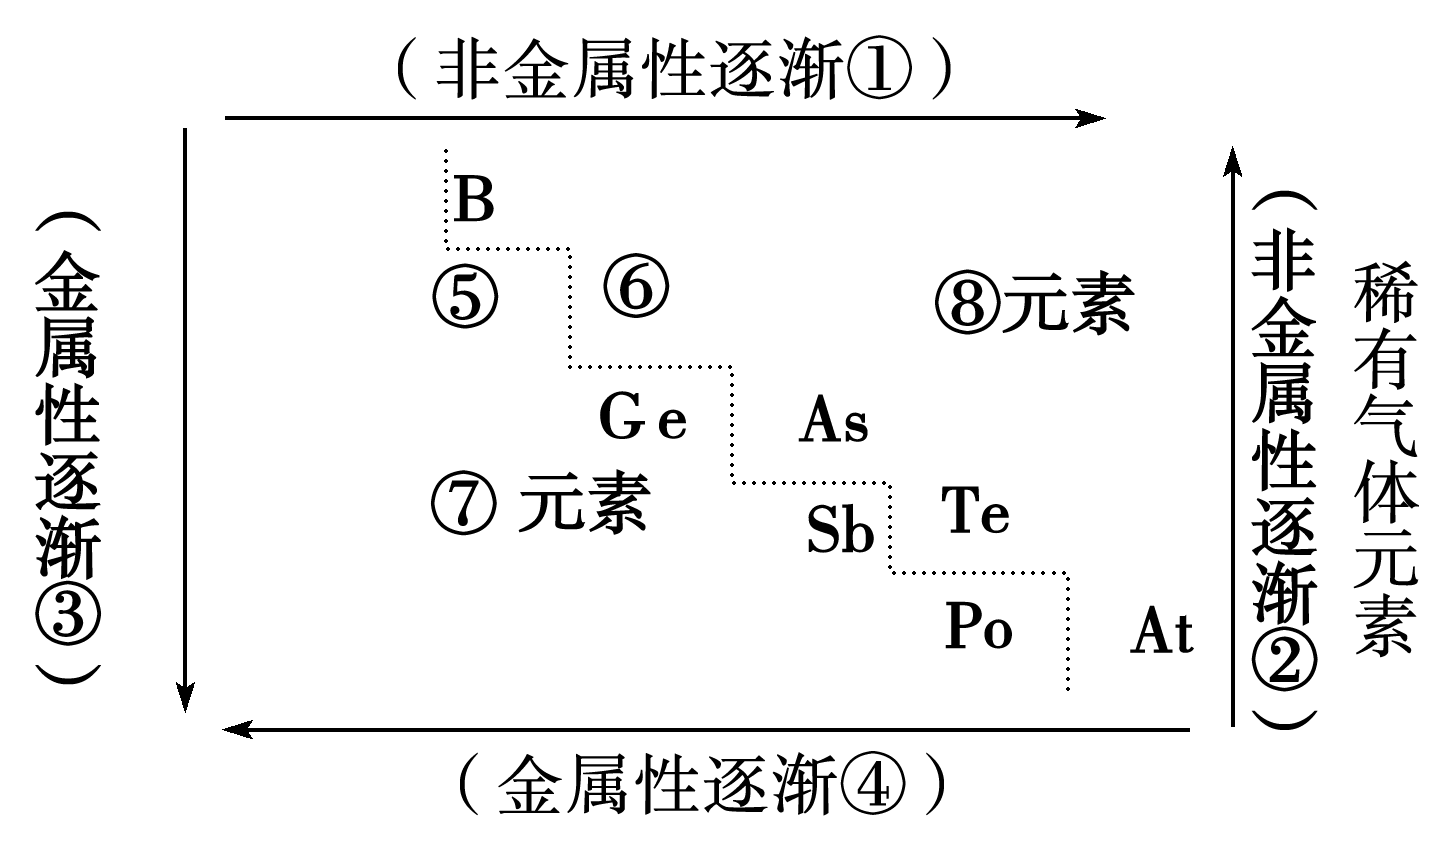 （非金属性逐渐①）
（金属性逐渐③）
B
⑤ ⑥ ⑧元素
Ge As
⑦ 元素
Sb Te
Po At
（非金属性逐渐②）
稀有气体元素
（金属性逐渐④）